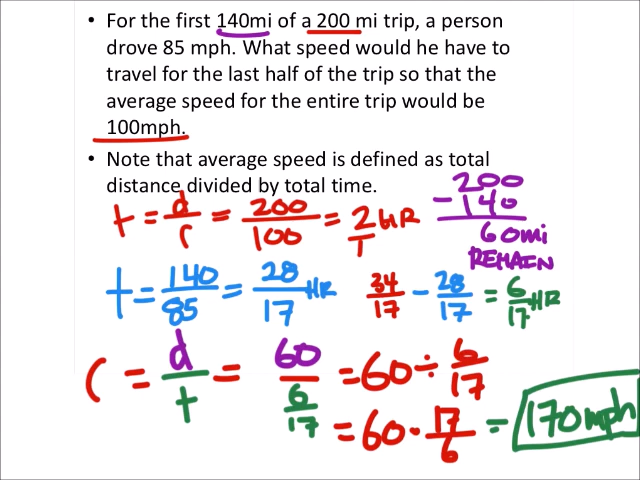 • For the first 140mi of a 200 mi trip, a person
drove 85 mph. What speed would he have to
travel for the last half of the trip so that the
average speed for the entire trip would be
100mph.
• Note that average speed is defined as total
distance divided by total time.
200
- 140
60mi
REMAIN
t = d/r = 200/100 = 2/1 HR
t = 140/85 = 28/17 HR
34/17 - 28/17 = 6/17 HR
r = d/t = 60/(6/17) = 60 ÷ 6/17
= 60 · 17/6 = 170mph